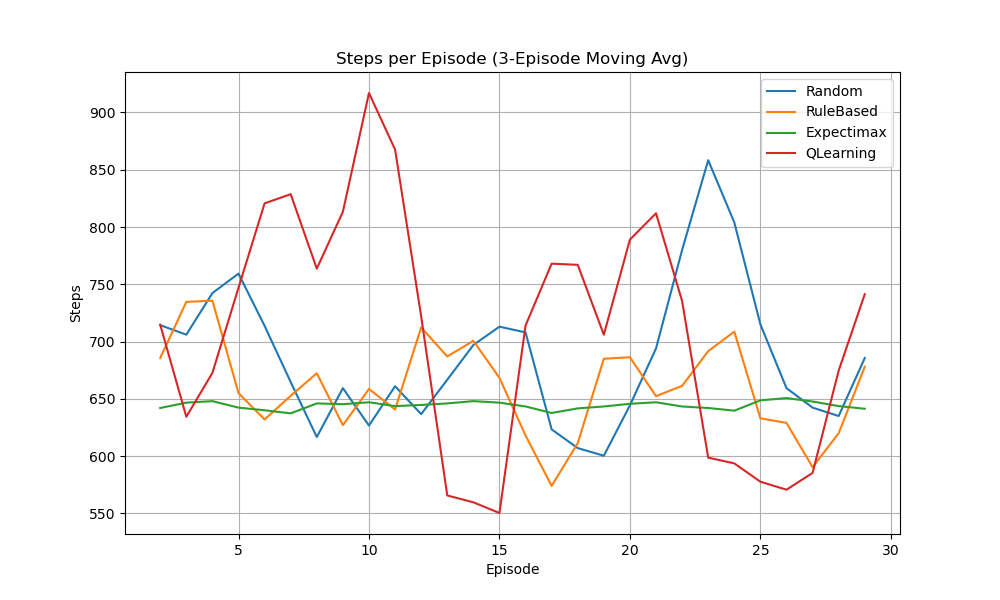 Steps per Episode (3-Episode Moving Avg)
Random
RuleBased
Expectimax
QLearning
Steps
900
850
800
750
700
650
600
550
5
10
15
20
25
30
Episode